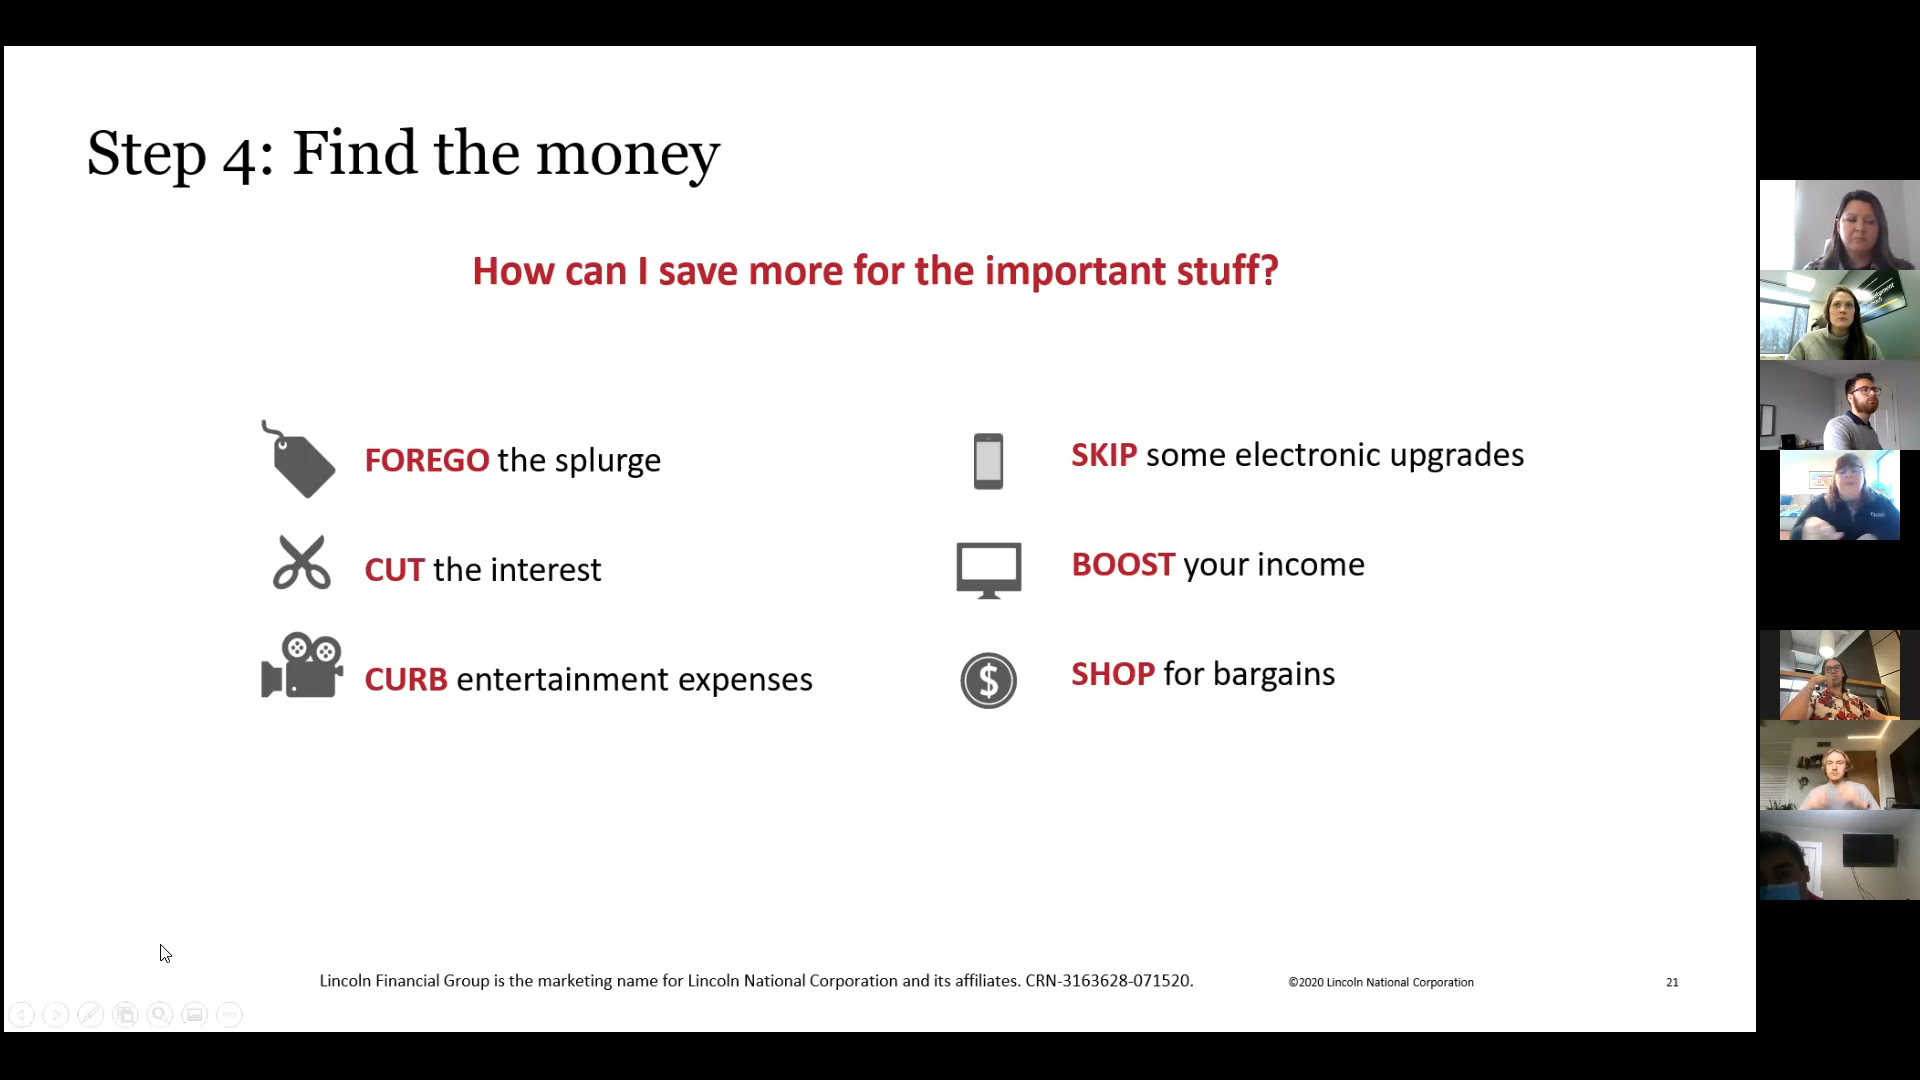 Step 4: Find the money
How can I save more for the important stuff?
FOREGO the splurge
CUT the interest
CURB entertainment expenses
SKIP some electronic upgrades
BOOST your income
$
SHOP for bargains
Lincoln Financial Group is the marketing name for Lincoln National Corporation and its affiliates. CRN-3163628-071520.
©2020 Lincoln National Corporation
21